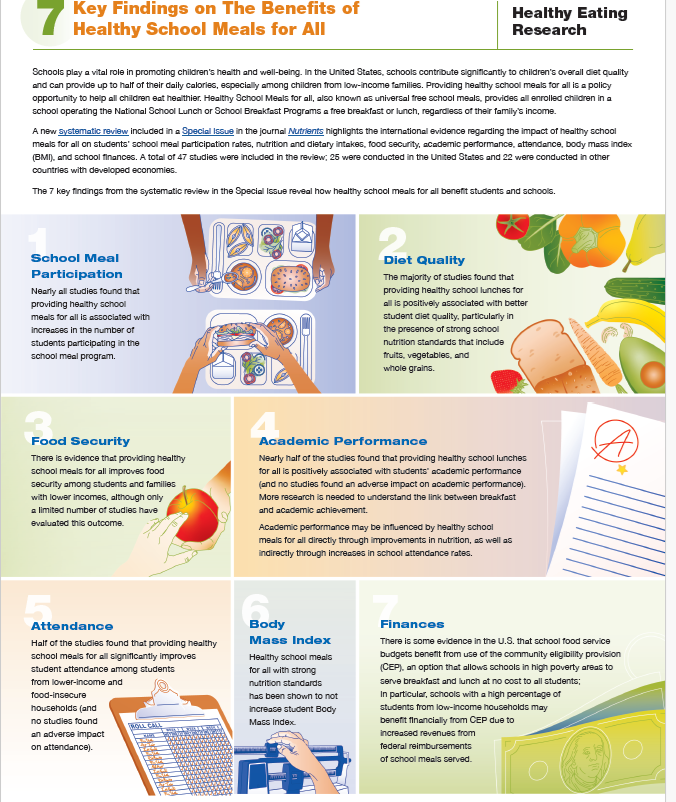 7
Key Findings on The Benefits of
Healthy School Meals for All
Healthy Eating
Research
Schools play a vital role in promoting children's health and well-being. In the United States, schools contribute significantly to children's overall diet quality
and can provide up to half of their daily calories, especially among children from low-income families. Providing healthy school meals for all is a policy
opportunity to help all children eat healthier. Healthy School Meals for all, also known as universal free school meals, provides all enrolled children in a
school operating the National School Lunch or School Breakfast Programs a free breakfast or lunch, regardless of their family's income.
A new systematic review included in a Special Issue in the journal Nutrients highlights the international evidence regarding the impact of healthy school
meals for all on students' school meal participation rates, nutrition and dietary intakes, food security, academic performance, attendance, body mass index
(BMI), and school finances. A total of 47 studies were included in the review; 25 were conducted in the United States and 22 were conducted in other
countries with developed economies.
The 7 key findings from the systematic review in the Special Issue reveal how healthy school meals for all benefit students and schools.
1
School Meal
Participation
Nearly all studies found that
providing healthy school
meals for all is associated with
increases in the number of
students participating in the
school meal program.
2
Diet Quality
The majority of studies found that
providing healthy school lunches for
all is positively associated with better
student diet quality, particularly in
the presence of strong school
nutrition standards that include
fruits, vegetables, and
whole grains.
3
Food Security
There is evidence that providing healthy
school meals for all improves food
security among students and families
with lower incomes, although only
a limited number of studies have
evaluated this outcome.
4
Academic Performance
Nearly half of the studies found that providing healthy school lunches
for all is positively associated with students' academic performance
(and no studies found an adverse impact on academic performance).
More research is needed to understand the link between breakfast
and academic achievement.
Academic performance may be influenced by healthy school
meals for all directly through improvements in nutrition, as well as
indirectly through increases in school attendance rates.
A
5
Attendance
Half of the studies found that providing healthy
school meals for all significantly improves
student attendance among students
from lower-income and
food-insecure
households (and
no studies found
an adverse impact
on attendance).
ROLL CALL
6
Body
Mass Index
Healthy school meals
for all with strong
nutrition standards
has been shown to not
increase student Body
Mass Index.
7
Finances
There is some evidence in the U.S. that school food service
budgets benefit from use of the community eligibility provision
(CEP), an option that allows schools in high poverty areas to
serve breakfast and lunch at no cost to all students;
In particular, schools with a high percentage of
students from low-income households may
benefit financially from CEP due to
increased revenues from
federal reimbursements
of school meals served.